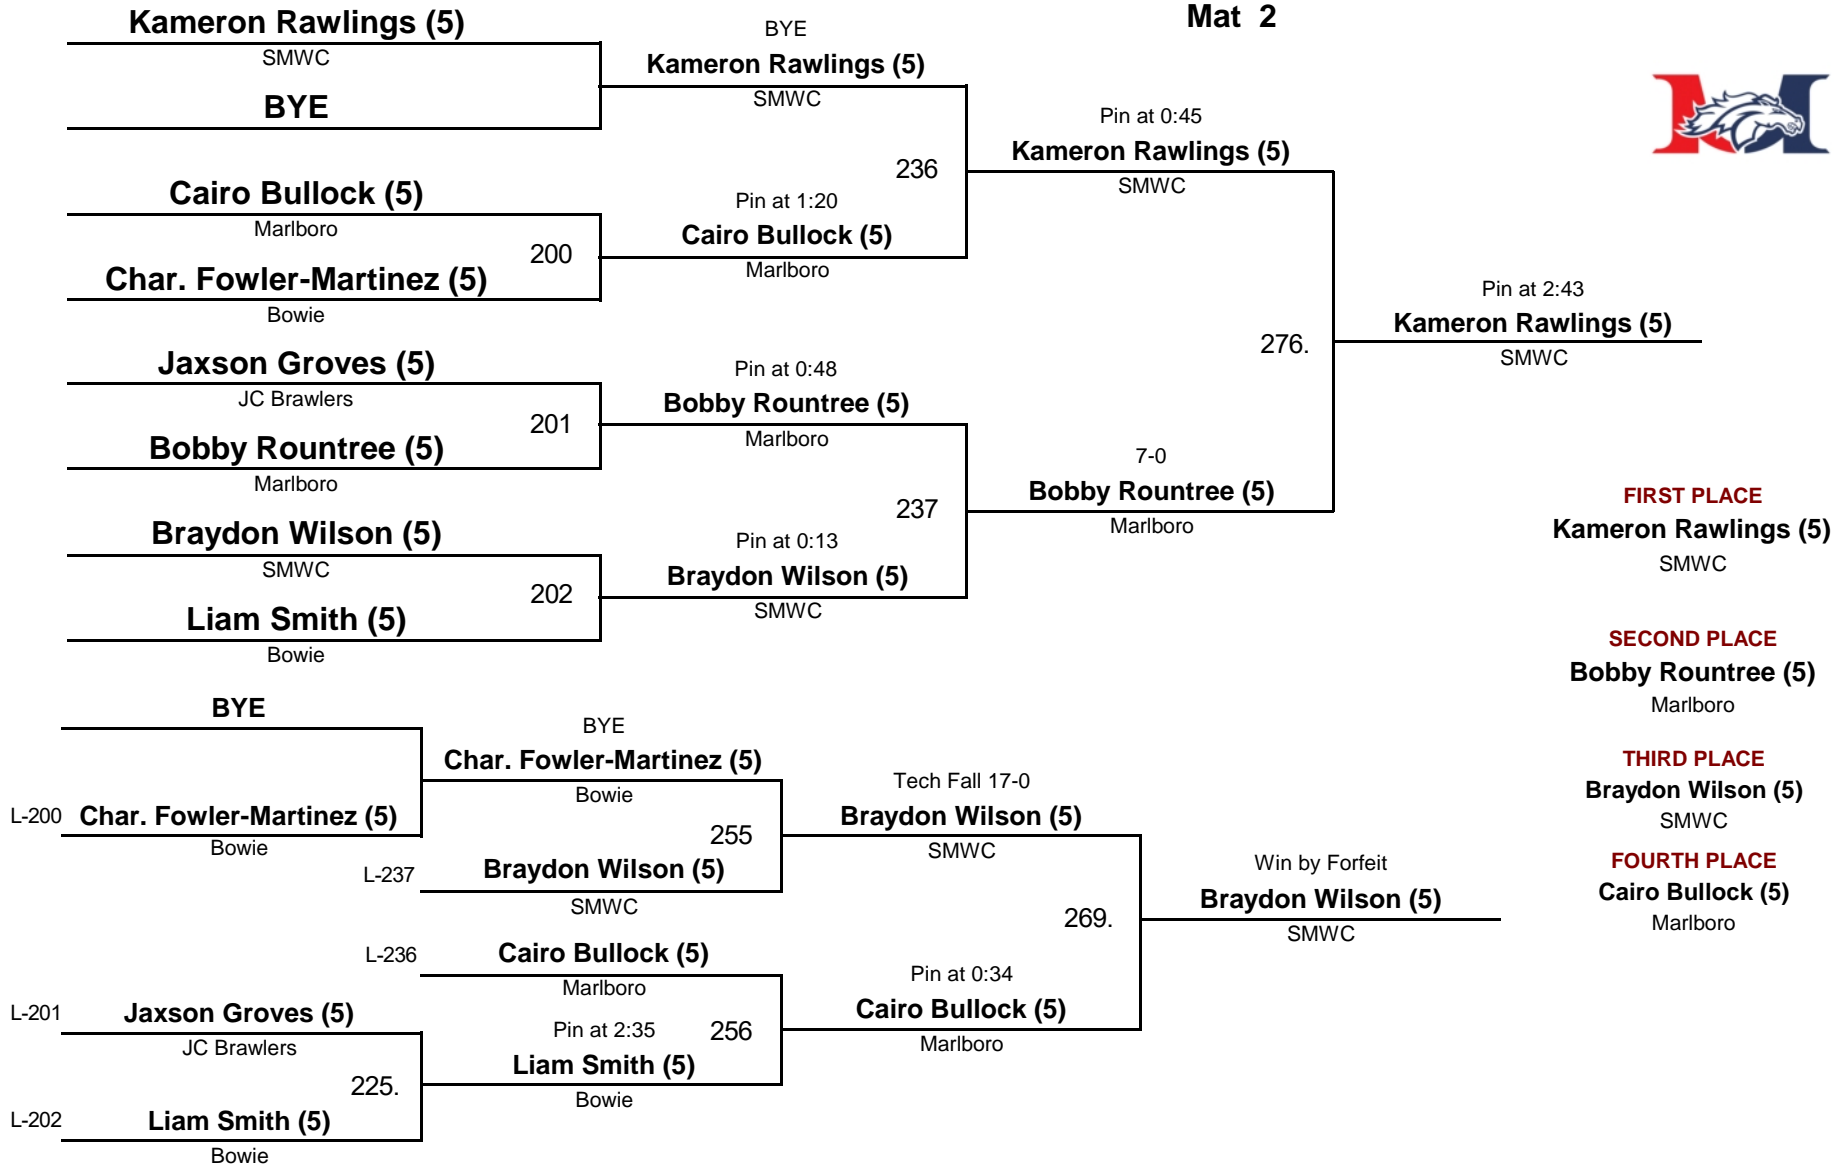 Mat 2
Kameron Rawlings (5)
SMWC
BYE
Cairo Bullock (5)
Marlboro
200
Char. Fowler-Martinez (5)
Bowie
Jaxson Groves (5)
JC Brawlers
201
Bobby Rountree (5)
Marlboro
Braydon Wilson (5)
SMWC
202
Liam Smith (5)
Bowie
BYE
Kameron Rawlings (5)
SMWC
236
Pin at 1:20
Cairo Bullock (5)
Marlboro
Pin at 0:48
Bobby Rountree (5)
Marlboro
237
Pin at 0:13
Braydon Wilson (5)
SMWC
Pin at 0:45
Kameron Rawlings (5)
SMWC
276.
7-0
Bobby Rountree (5)
Marlboro
Pin at 2:43
Kameron Rawlings (5)
SMWC
FIRST PLACE
Kameron Rawlings (5)
SMWC
SECOND PLACE
Bobby Rountree (5)
Marlboro
THIRD PLACE
Braydon Wilson (5)
SMWC
FOURTH PLACE
Cairo Bullock (5)
Marlboro
BYE
L-200 Char. Fowler-Martinez (5)
Bowie
L-201 Jaxson Groves (5)
JC Brawlers
225.
L-202 Liam Smith (5)
Bowie
BYE
Char. Fowler-Martinez (5)
Bowie
255
L-237 Braydon Wilson (5)
SMWC
L-236 Cairo Bullock (5)
Marlboro
Pin at 2:35 256
Liam Smith (5)
Bowie
Tech Fall 17-0
Braydon Wilson (5)
SMWC
269.
Pin at 0:34
Cairo Bullock (5)
Marlboro
Win by Forfeit
Braydon Wilson (5)
SMWC
M